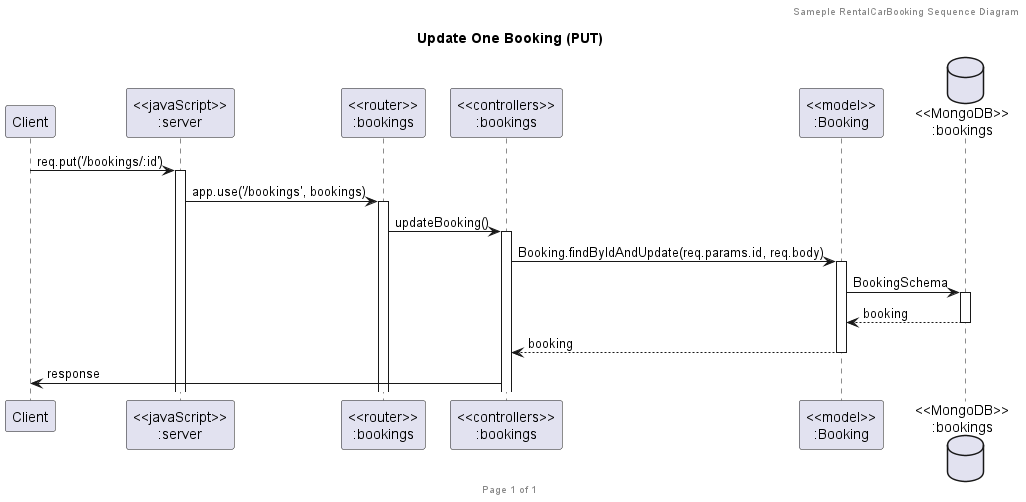 Sameple RentalCarBooking Sequence Diagram
Update One Booking (PUT)
Client
<<javaScript>>
:server
<<router>>
:bookings
<<controllers>>
:bookings
<<model>>
:Booking
<<MongoDB>>
:bookings
req.put('/bookings/:id')
app.use('/bookings', bookings)
updateBooking()
Booking.findByIdAndUpdate(req.params.id, req.body)
BookingSchema
booking
booking
response
Client
<<javaScript>>
:server
<<router>>
:bookings
<<controllers>>
:bookings
<<model>>
:Booking
<<MongoDB>>
:bookings
Page 1 of 1